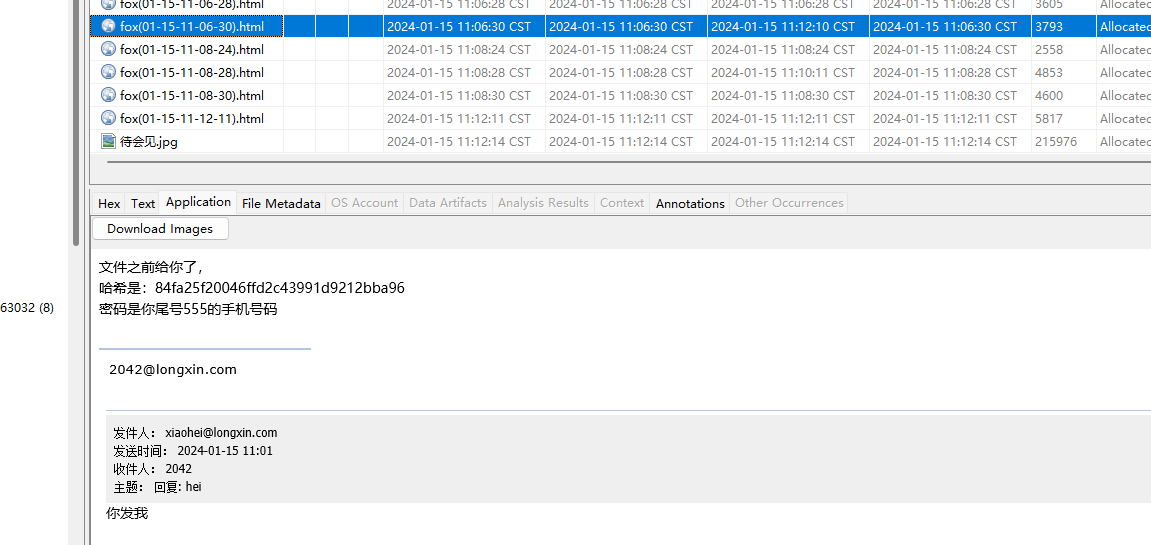 fox(01-15-11-06-28).html 2024-01-15 11:06:28 CST 2024-01-15 11:06:28 CST 2024-01-15 11:06:28 CST 2024-01-15 11:06:28 CST 3605 Allocated
fox(01-15-11-06-30).html 2024-01-15 11:06:30 CST 2024-01-15 11:06:30 CST 2024-01-15 11:12:10 CST 2024-01-15 11:06:30 CST 3793 Allocated
fox(01-15-11-08-24).html 2024-01-15 11:08:24 CST 2024-01-15 11:08:24 CST 2024-01-15 11:08:24 CST 2024-01-15 11:08:24 CST 2558 Allocated
fox(01-15-11-08-28).html 2024-01-15 11:08:28 CST 2024-01-15 11:08:28 CST 2024-01-15 11:10:11 CST 2024-01-15 11:08:28 CST 4853 Allocated
fox(01-15-11-08-30).html 2024-01-15 11:08:30 CST 2024-01-15 11:08:30 CST 2024-01-15 11:08:30 CST 2024-01-15 11:08:30 CST 4600 Allocated
fox(01-15-11-12-11).html 2024-01-15 11:12:11 CST 2024-01-15 11:12:11 CST 2024-01-15 11:12:11 CST 2024-01-15 11:12:11 CST 5817 Allocated
待会见.jpg 2024-01-15 11:12:14 CST 2024-01-15 11:12:14 CST 2024-01-15 11:12:14 CST 2024-01-15 11:12:14 CST 215976 Allocated
Hex Text Application File Metadata OS Account Data Artifacts Analysis Results Context Annotations Other Occurrences
Download Images
文件之前给你了，
哈希是：84fa25f20046ffd2c43991d9212bba96
63032 (8)
密码是你尾号555的手机号码
2042@longxin.com
发件人： xiaohei@longxin.com
发送时间： 2024-01-15 11:01
收件人： 2042
主题： 回复: hei
你发我